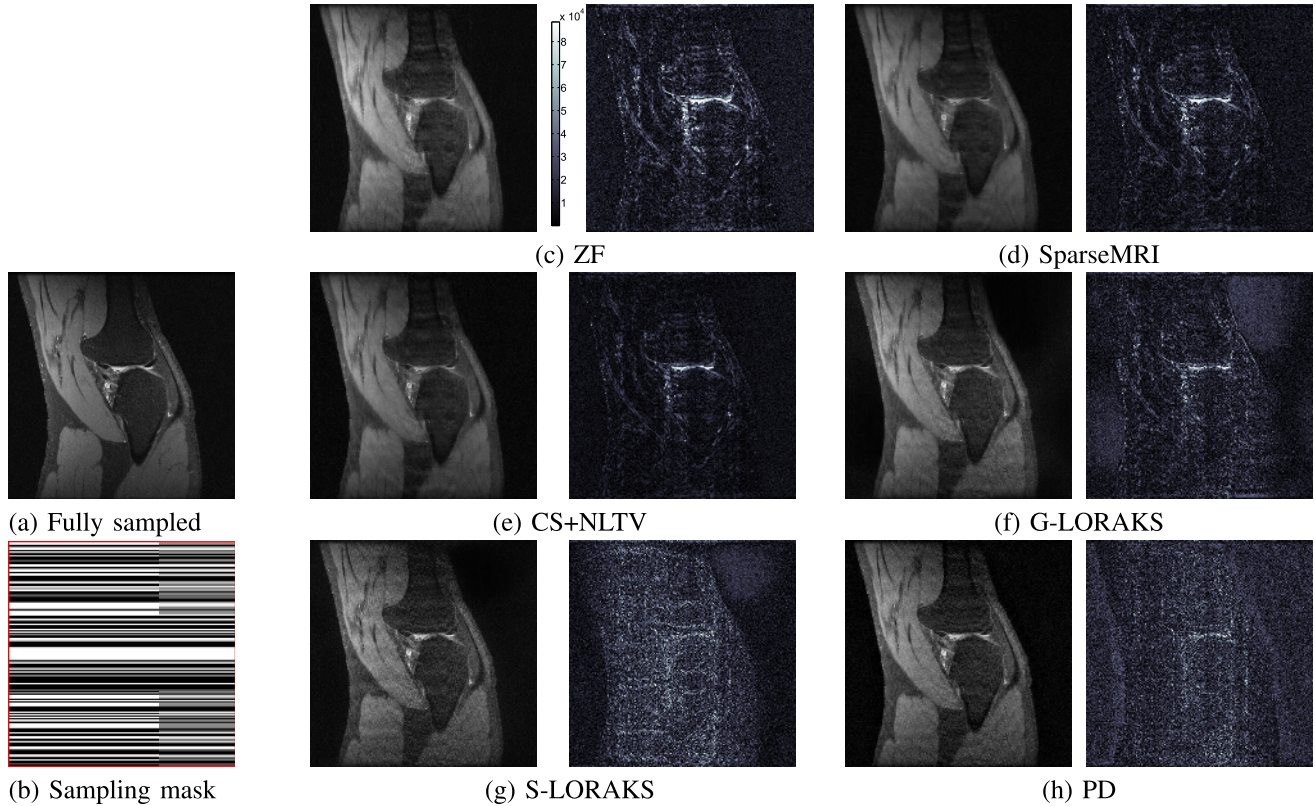 x 10⁴
8
7
6
5
4
3
2
1
(c) ZF
(d) SparseMRI
(a) Fully sampled
(e) CS+NLTV
(f) G-LORAKS
(b) Sampling mask
(g) S-LORAKS
(h) PD